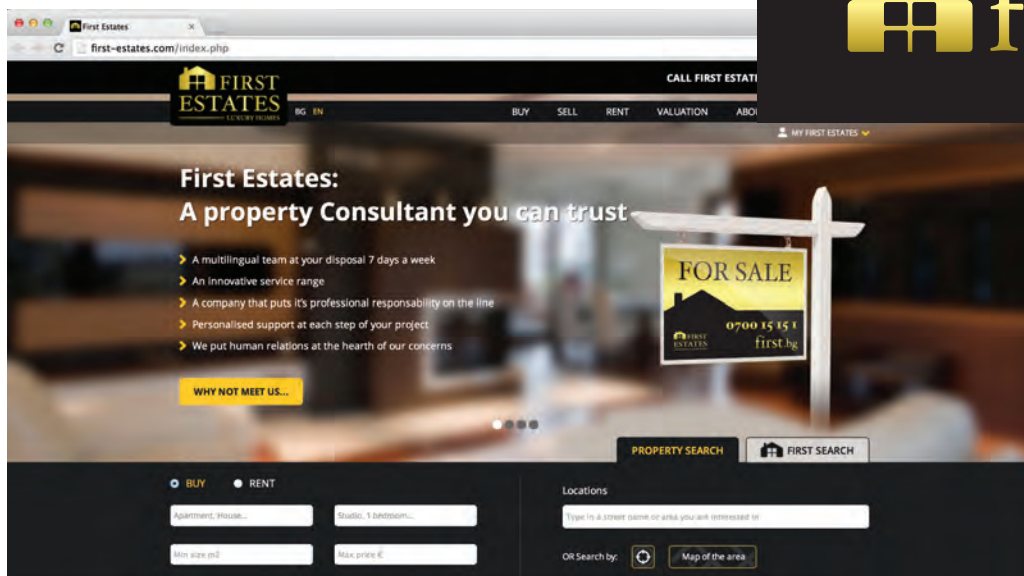 First Estates
first-estates.com/index.php
f
CALL FIRST
FIRST
ESTATES
LUXURY HOMES
BG EN
BUY SELL RENT VALUATION
MY FIRST ESTATES
First Estates:
A property Consultant you can trust
A multilingual team at your disposal 7 days a week
An innovative service range
A company that puts it's professional responsability on the line
Personalised support at each step of your project
We put human relations at the hearth of our concerns
WHY NOT MEET US...
FOR SALE
0700 15 15 1
FIRST
ESTATES
first.bg
PROPERTY SEARCH
FIRST SEARCH
BUY RENT
Locations
Apartment, House...
Studio, 1 bedroom...
Type in a street name or area you are interested in
Min size m2
Max price €
OR Search by:
Map of the area